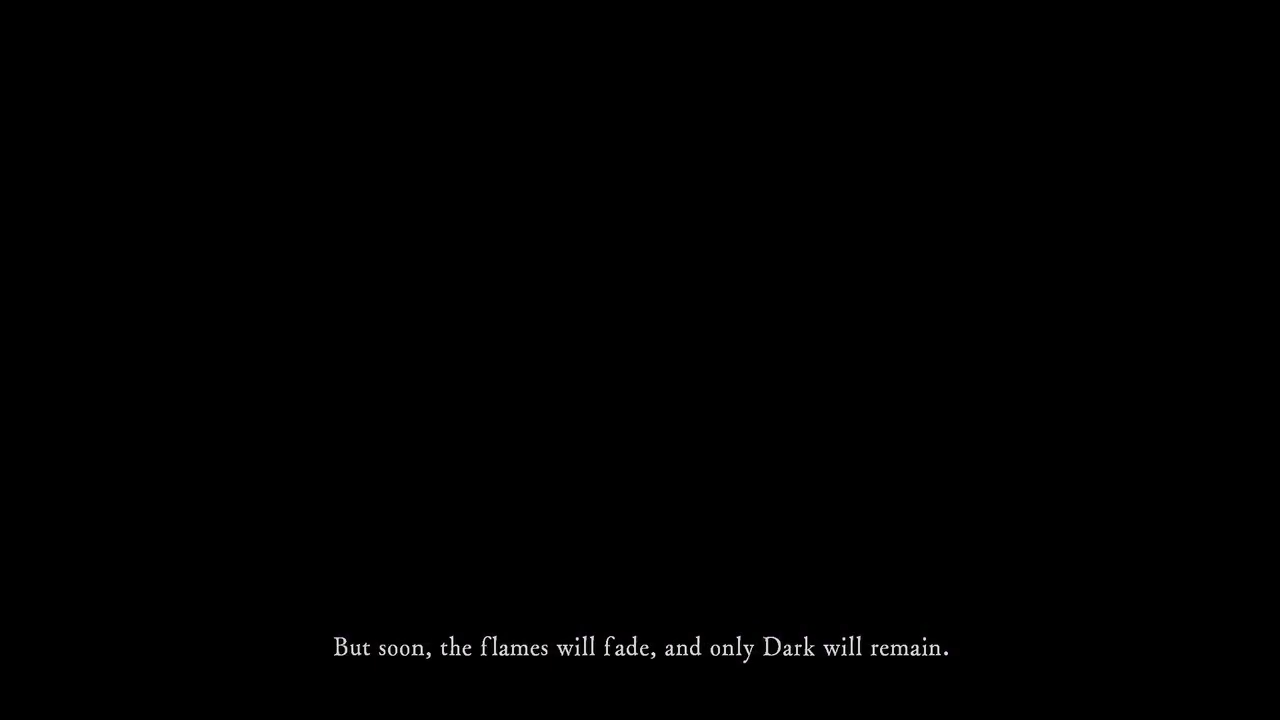 But soon, the flames will fade, and only Dark will remain.